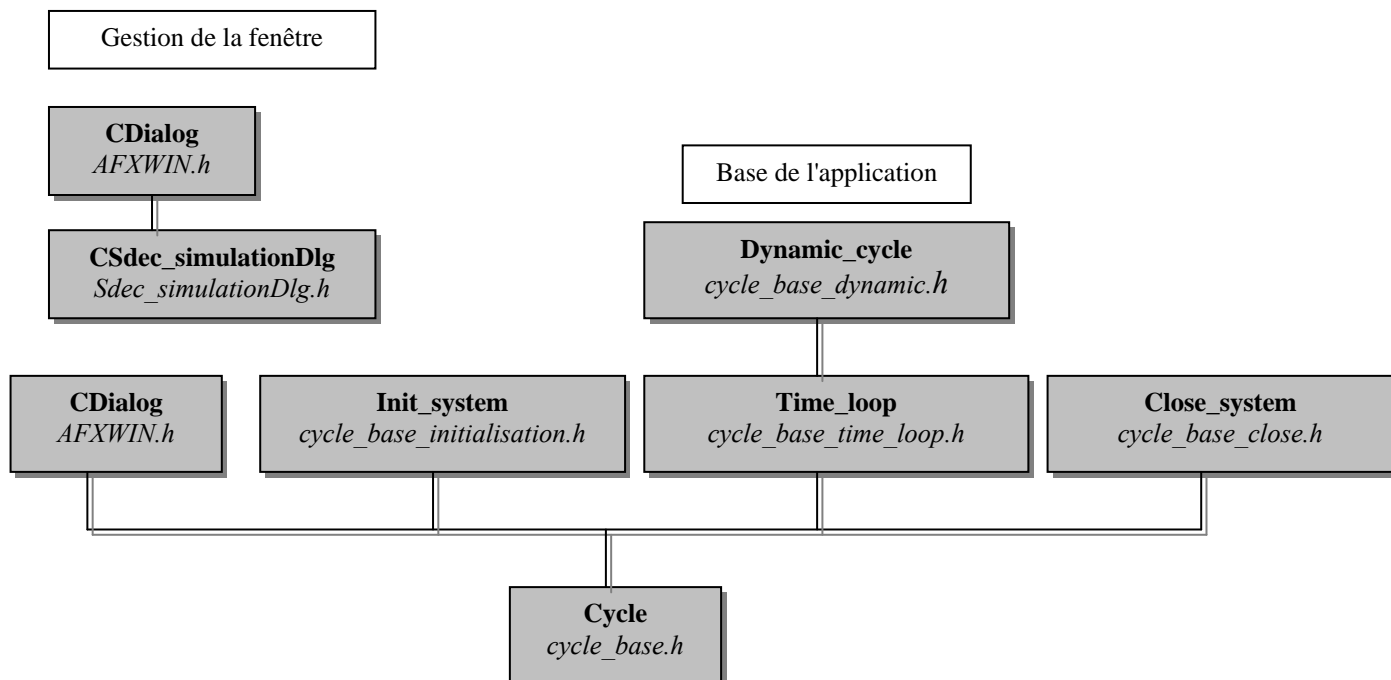 Gestion de la fenêtre
CDialog
AFXWIN.h
Base de l'application
CSdec_simulationDlg
Sdec_simulationDlg.h
Dynamic_cycle
cycle_base_dynamic.h
CDialog
AFXWIN.h
Init_system
cycle_base_initialisation.h
Time_loop
cycle_base_time_loop.h
Close_system
cycle_base_close.h
Cycle
cycle_base.h